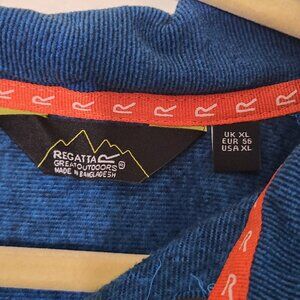 R R R R R R R
REGATTA R
GREAT OUTDOORS ®
MADE IN BANGLADESH
UK XL
EUR 56
USA XL
R
R
R